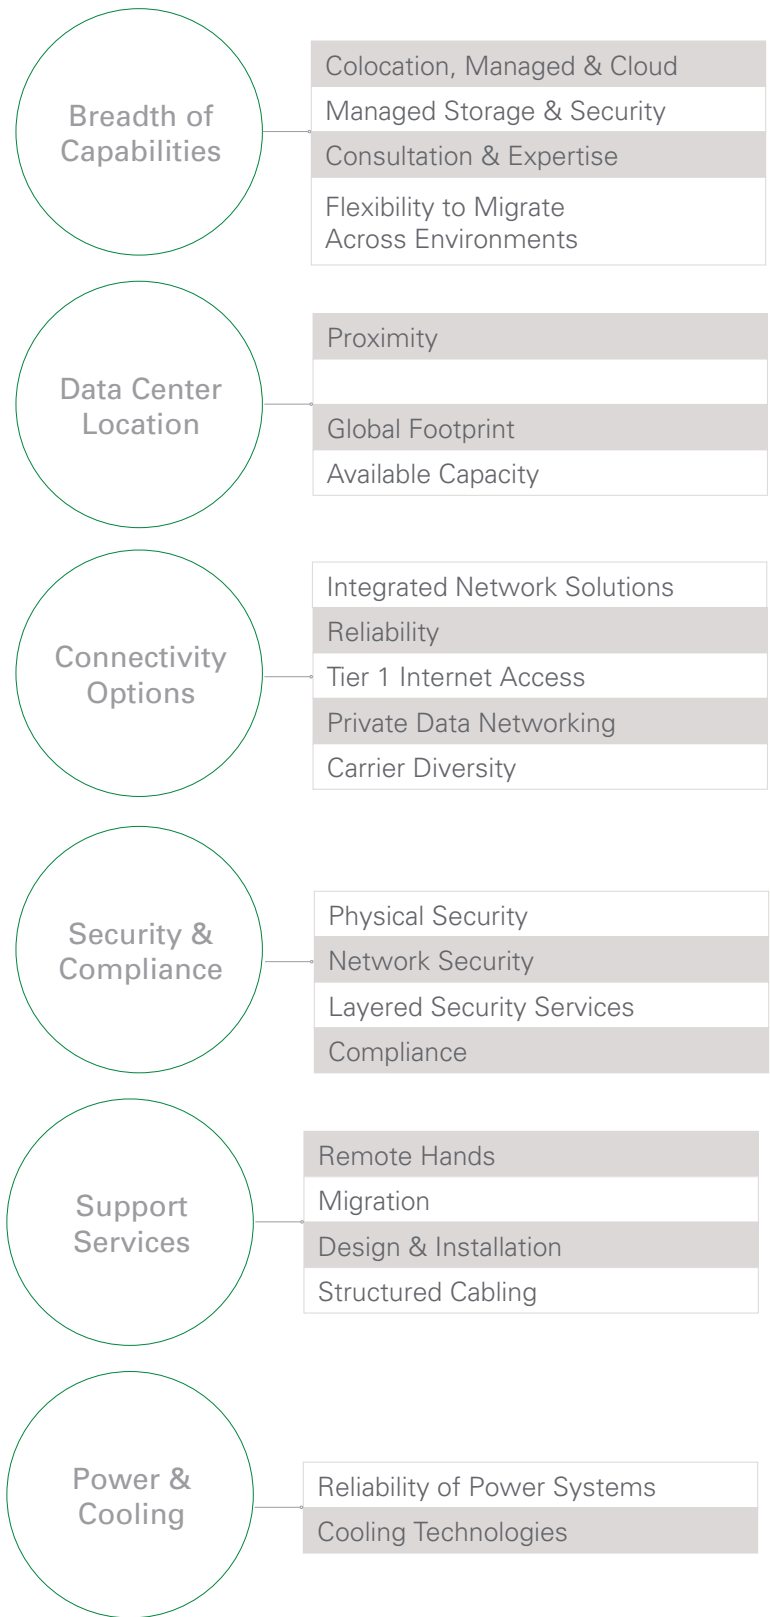 Breadth of
Capabilities
Colocation, Managed & Cloud
Managed Storage & Security
Consultation & Expertise
Flexibility to Migrate
Across Environments
Data Center
Location
Proximity
Global Footprint
Available Capacity
Connectivity
Options
Integrated Network Solutions
Reliability
Tier 1 Internet Access
Private Data Networking
Carrier Diversity
Security &
Compliance
Physical Security
Network Security
Layered Security Services
Compliance
Support
Services
Remote Hands
Migration
Design & Installation
Structured Cabling
Power &
Cooling
Reliability of Power Systems
Cooling Technologies